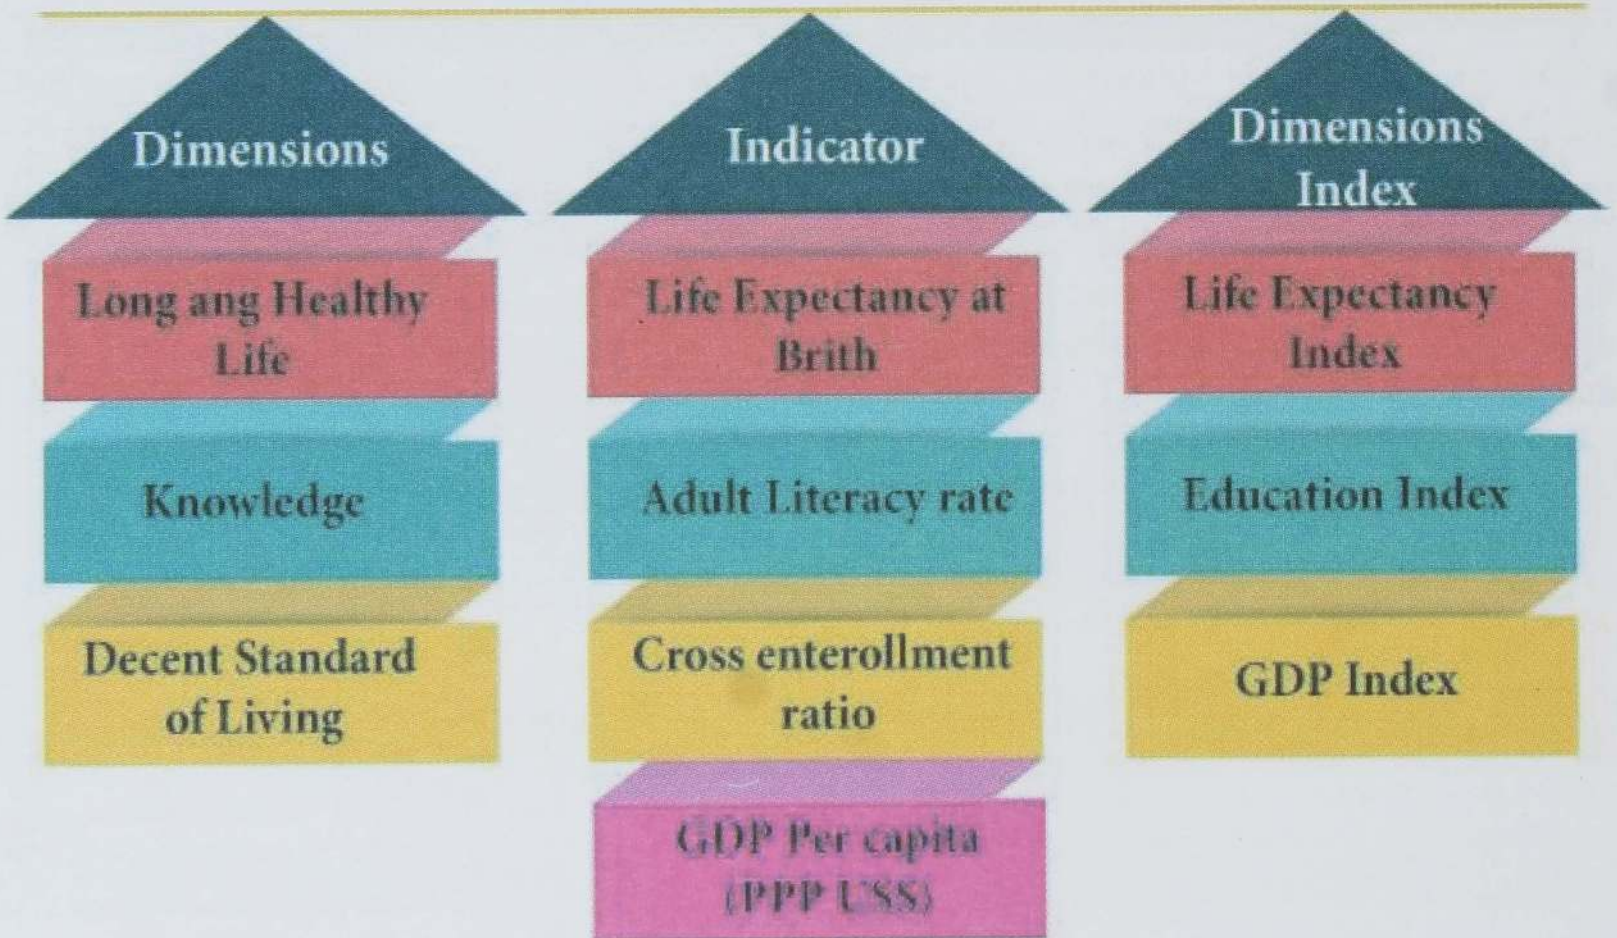 Dimensions
Long ang Healthy
Life
Knowledge
Decent Standard
of Living
Indicator
Life Expectancy at
Brith
Adult Literacy rate
Cross enterollment
ratio
GDP Per capita
(PPP US$)
Dimensions
Index
Life Expectancy
Index
Education Index
GDP Index